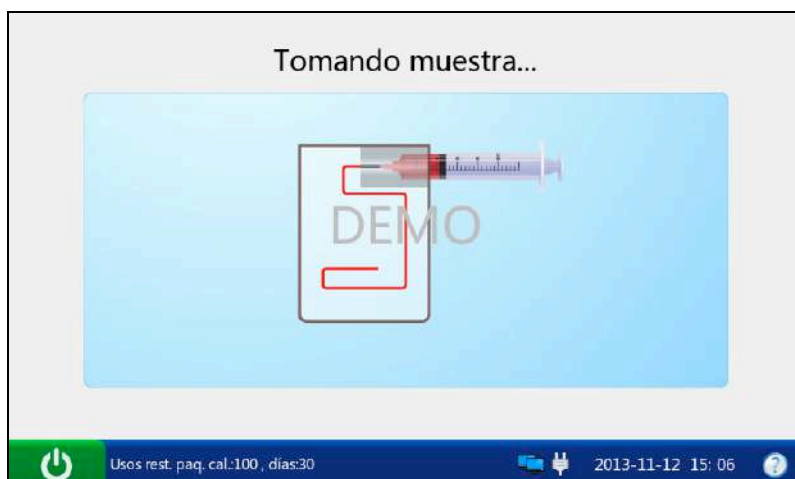 Tomando muestra...
DEMO
Usos rest. paq. cal.:100 , días:30
2013-11-12 15: 06
?